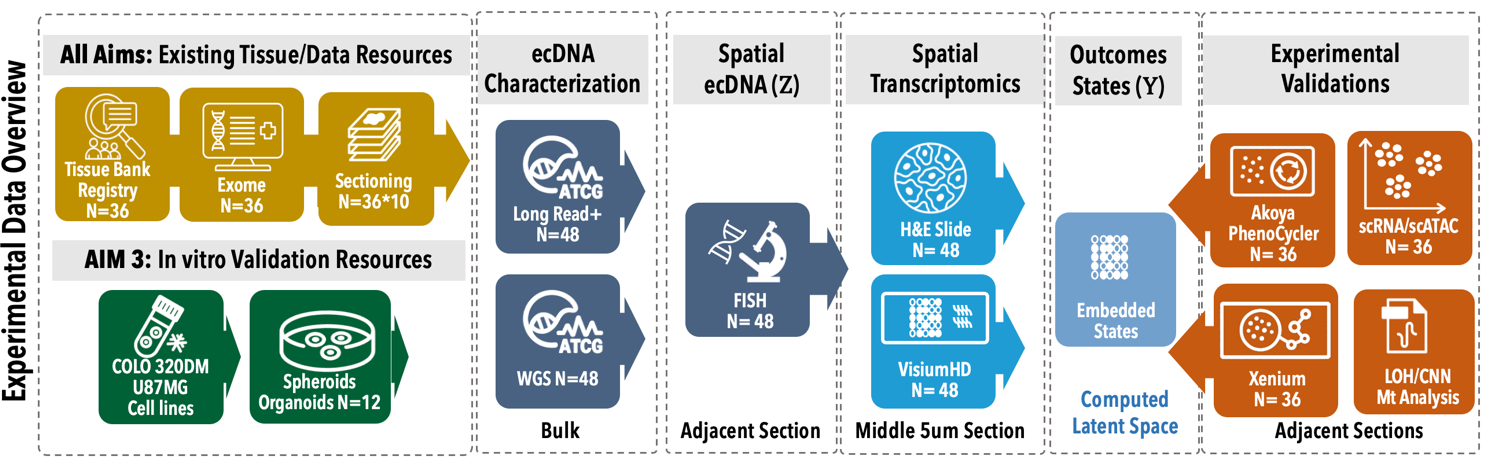 Experimental Data Overview
All Aims: Existing Tissue/Data Resources
Tissue Bank
Registry
N=36
Exome
N=36
Sectioning
N=36*10
AIM 3: In vitro Validation Resources
COLO 320DM
U87MG
Cell lines
Spheroids
Organoids N=12
ecDNA
Characterization
ATCG
Long Read+
N=48
ATCG
WGS N=48
Bulk
Spatial
ecDNA (Z)
FISH
N= 48
Adjacent Section
Spatial
Transcriptomics
H&E Slide
N= 48
VisiumHD
N= 48
Middle 5um Section
Outcomes
States (Y)
Embedded
States
Computed
Latent Space
Experimental
Validations
Akoya
PhenoCycler
N= 36
scRNA/scATAC
N= 36
Xenium
N= 36
LOH/CNN
Mt Analysis
Adjacent Sections